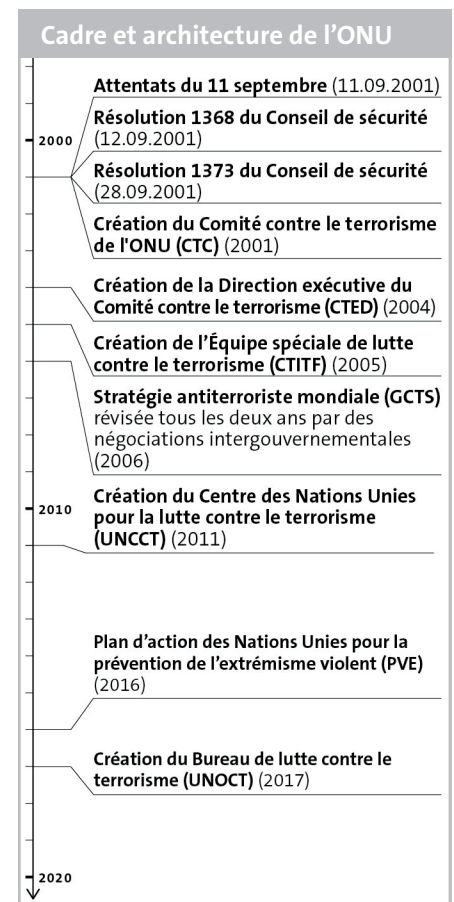 Cadre et architecture de l’ONU
Attentats du 11 septembre (11.09.2001)
Résolution 1368 du Conseil de sécurité
(12.09.2001)
2000
Résolution 1373 du Conseil de sécurité
(28.09.2001)
Création du Comité contre le terrorisme
de l'ONU (CTC) (2001)
Création de la Direction exécutive du
Comité contre le terrorisme (CTED) (2004)
Création de l’Équipe spéciale de lutte
contre le terrorisme (CTITF) (2005)
Stratégie antiterroriste mondiale (GCTS)
révisée tous les deux ans par des
négociations intergouvernementales
(2006)
Création du Centre des Nations Unies
2010
pour la lutte contre le terrorisme
(UNCCT) (2011)
Plan d’action des Nations Unies pour la
prévention de l’extrémisme violent (PVE)
(2016)
Création du Bureau de lutte contre le
terrorisme (UNOCT) (2017)
2020